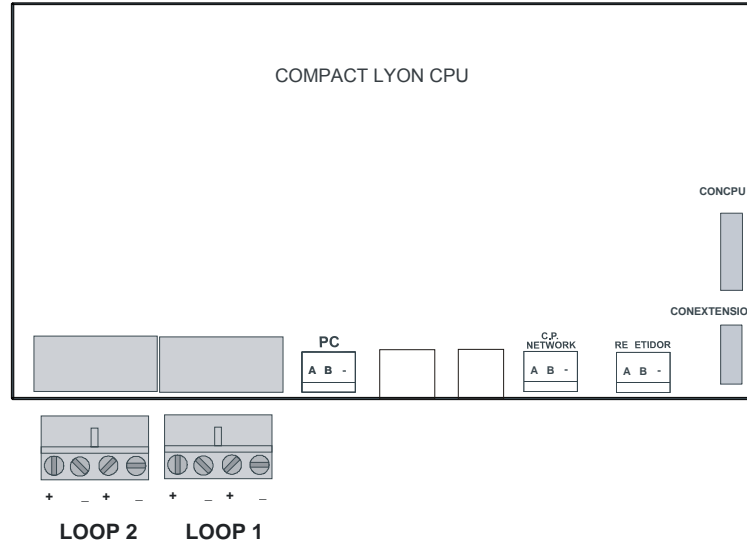 COMPACT LYON CPU
CONCPU
CONEXTENSIO
PC
C.P.
NETWORK
RE ETIDOR
A B -
A B -
A B -
+ _ + _
+ _ + _
LOOP 2
LOOP 1